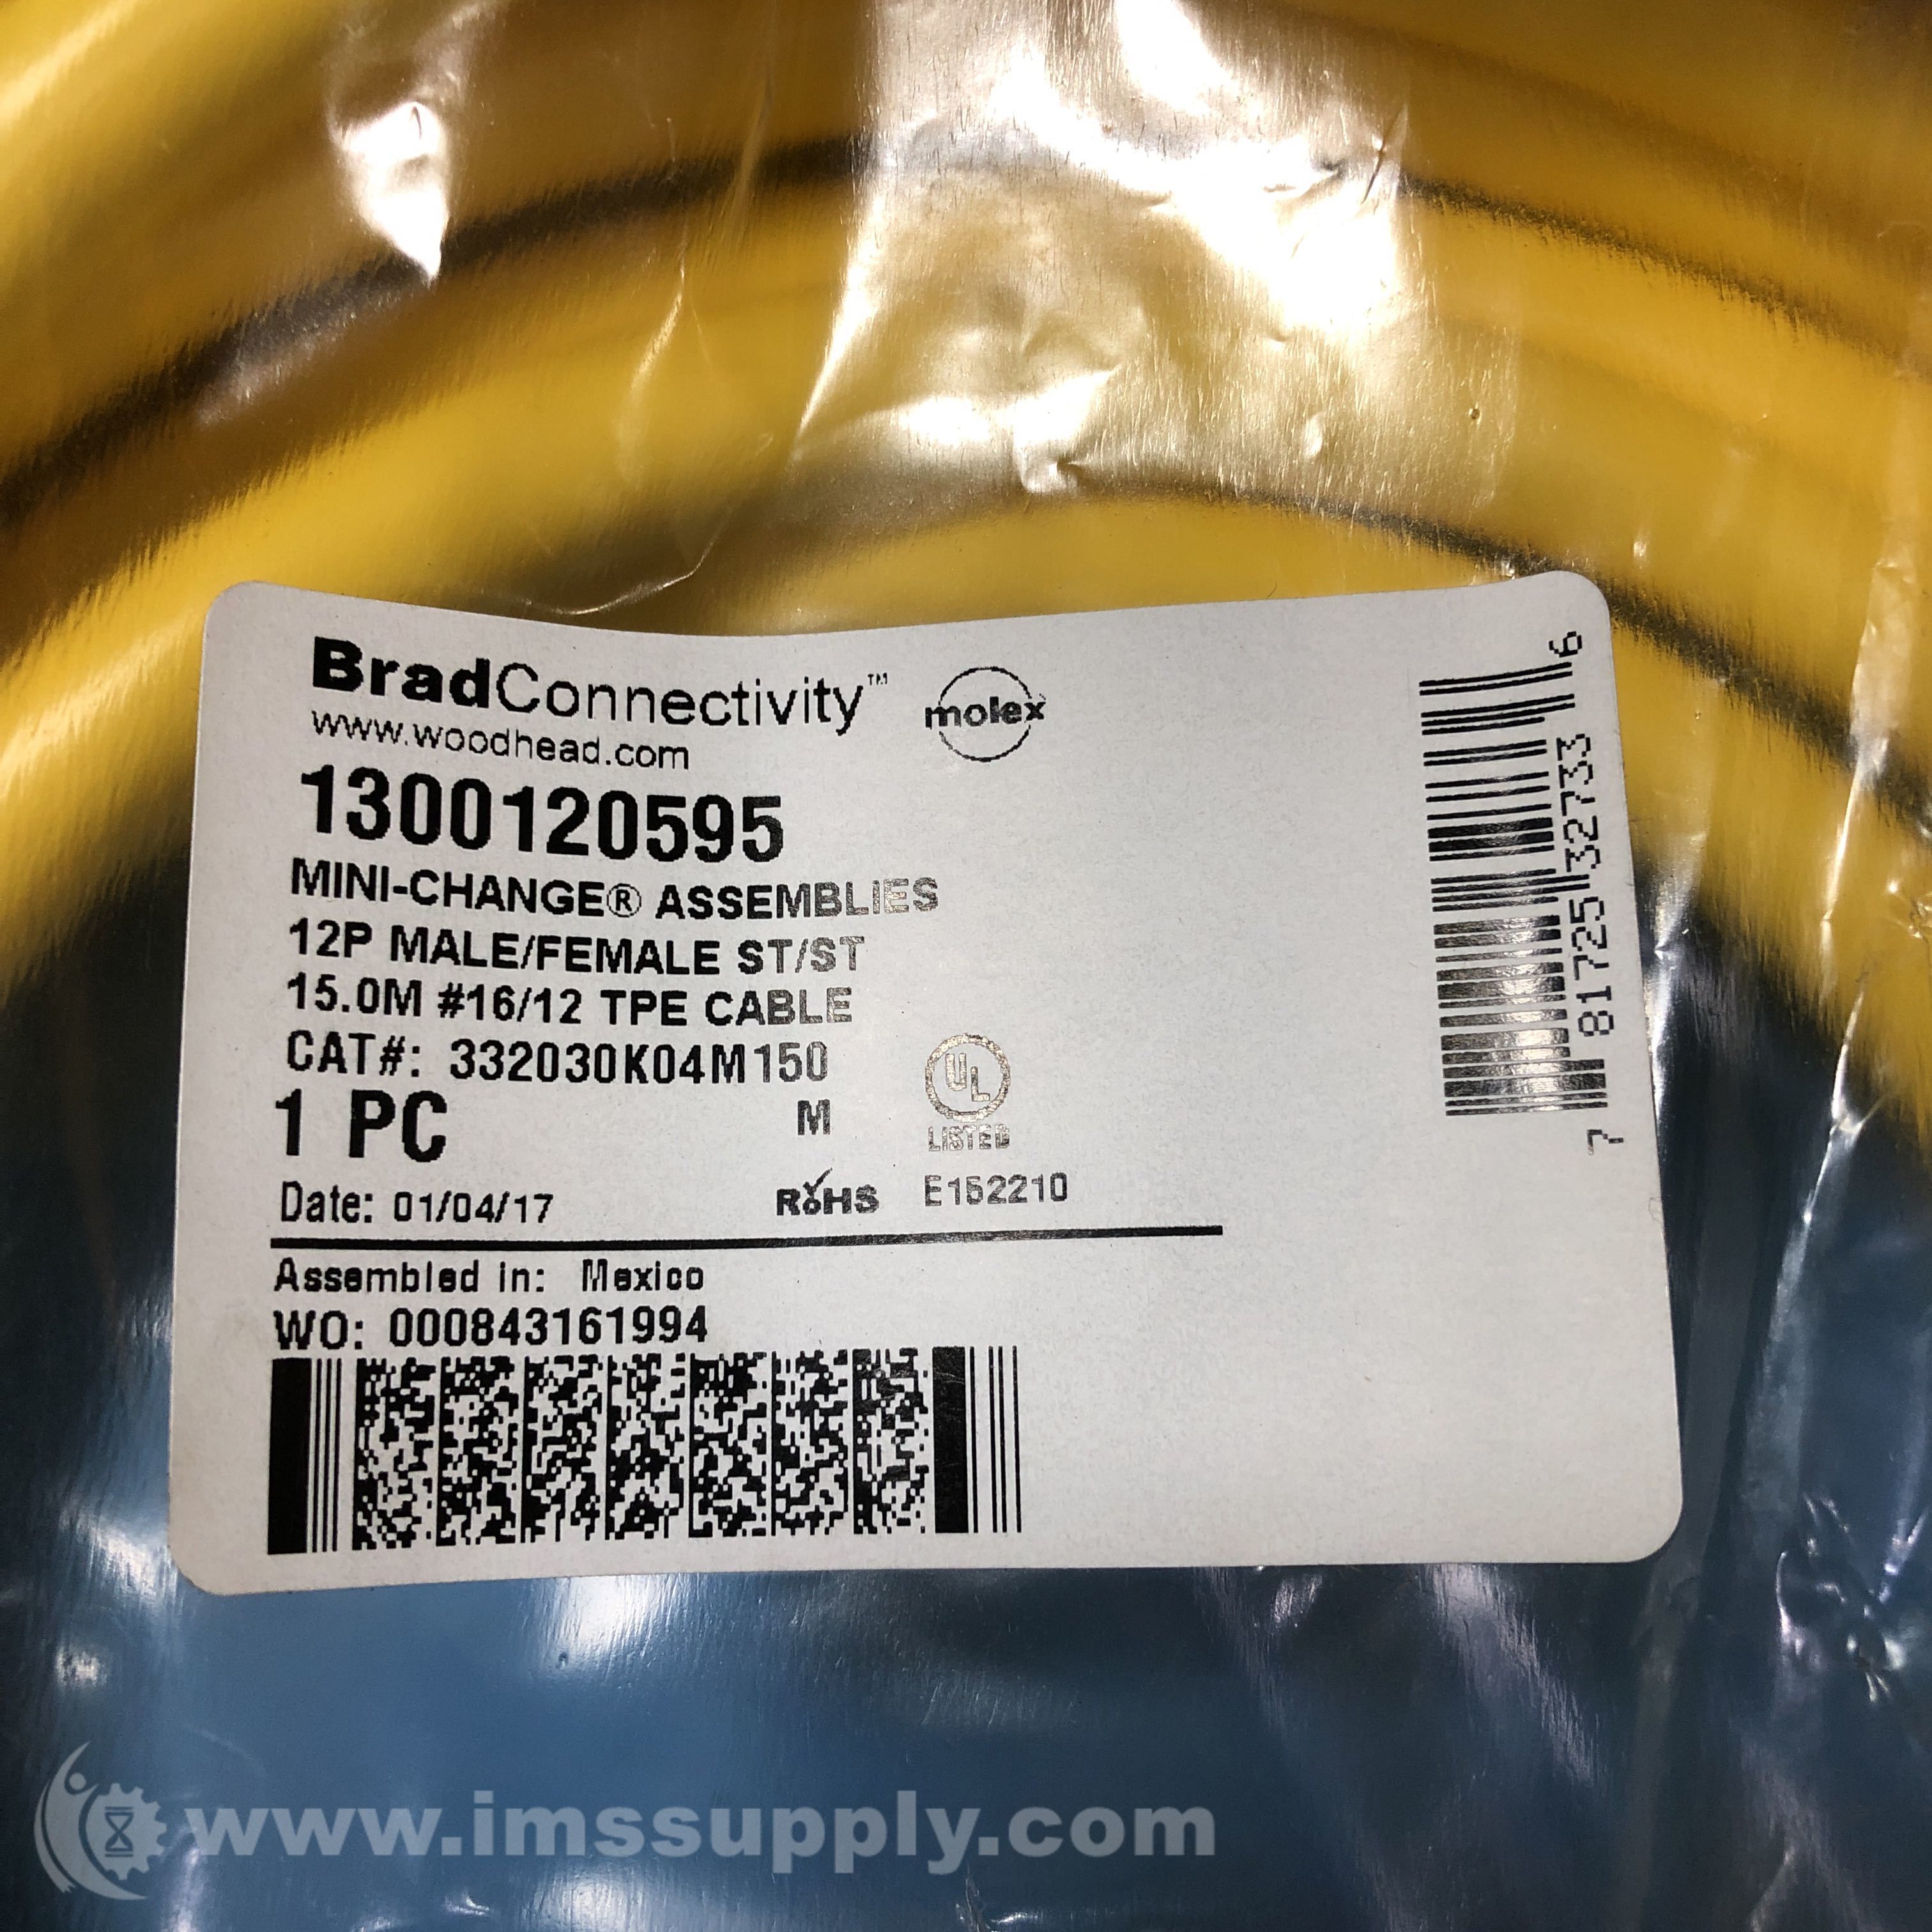 BradConnectivity™
molex
www.woodhead.com
1300120595
MINI-CHANGE® ASSEMBLIES
12P MALE/FEMALE ST/ST
15.0M #16/12 TPE CABLE
CAT#: 332030K04M150
1 PC M
UL
LISTED
Date: 01/04/17 RoHS E152210
Assembled in: Mexico
WO: 000843161994
7 81725 32733 6
www.imssupply.com